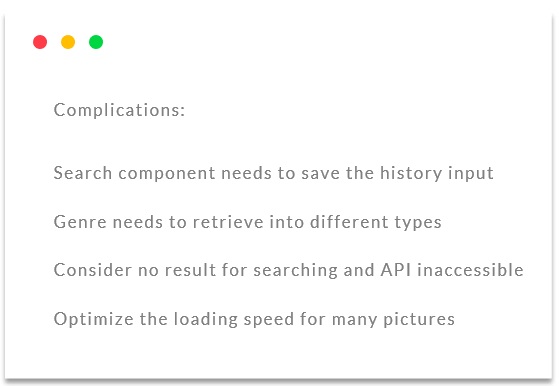 Complications:
Search component needs to save the history input
Genre needs to retrieve into different types
Consider no result for searching and API inaccessible
Optimize the loading speed for many pictures